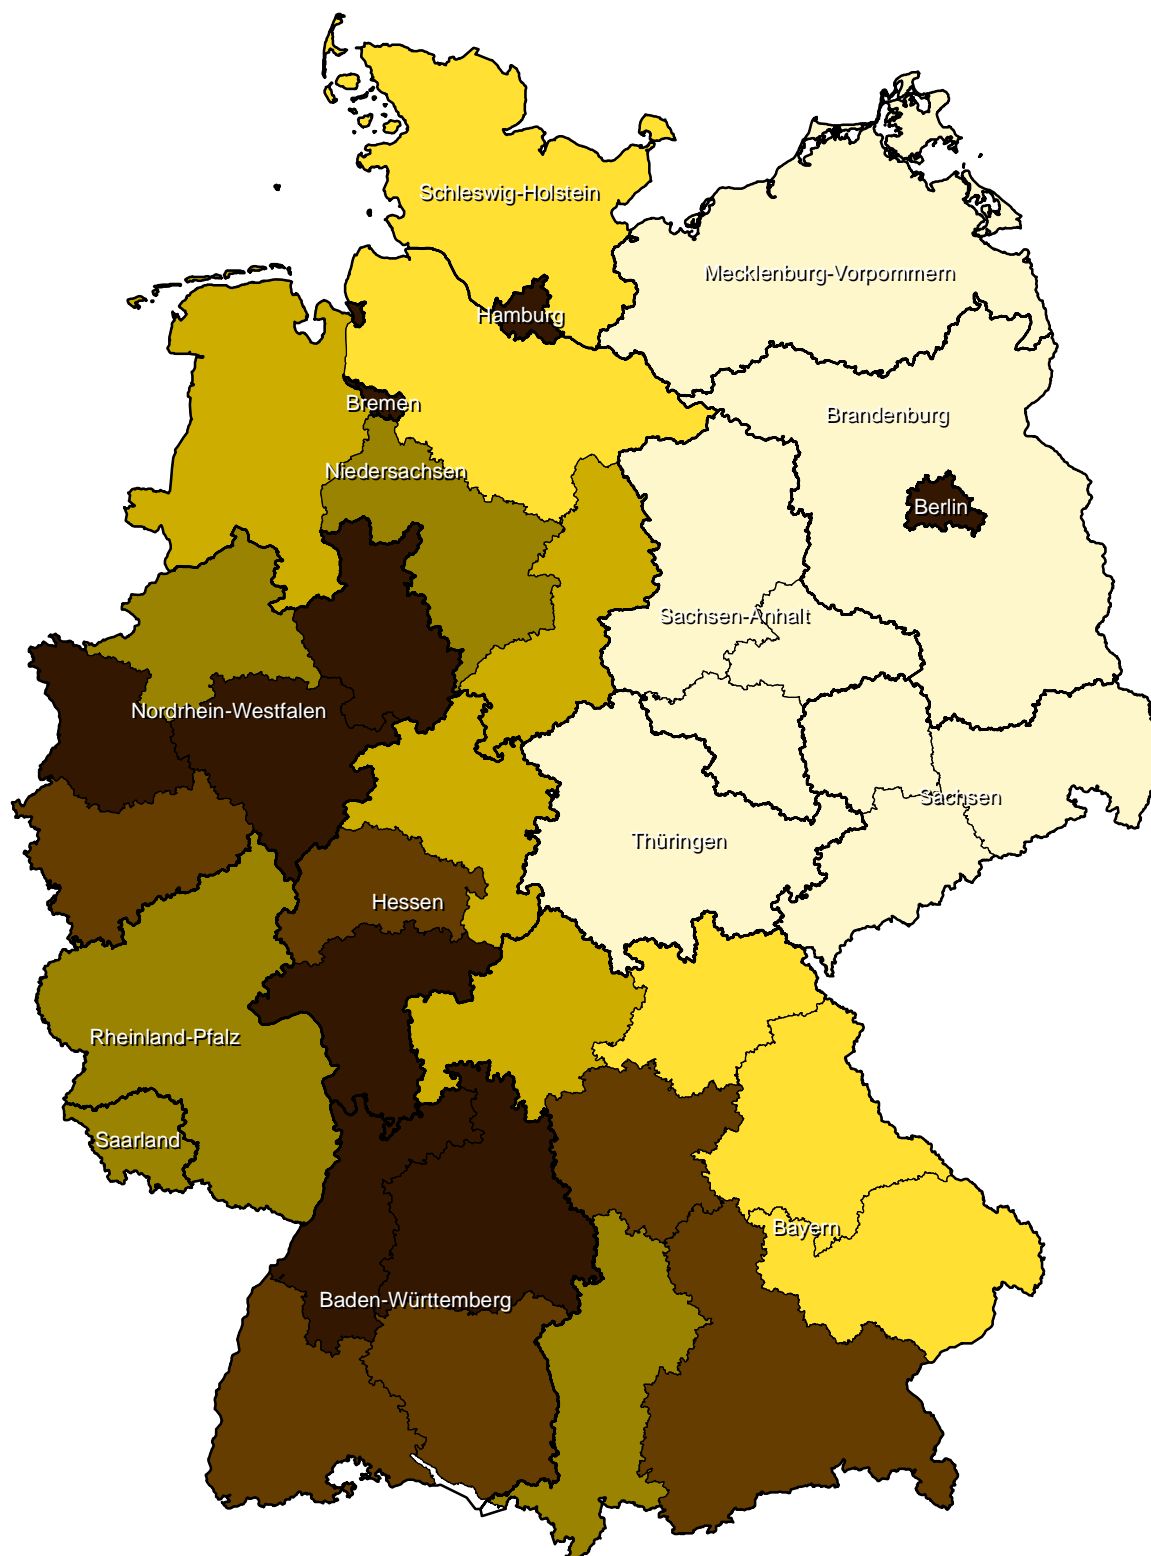 Schleswig-Holstein
Mecklenburg-Vorpommern
Hamburg
Bremen
Brandenburg
Niedersachsen
Berlin
Sachsen-Anhalt
Nordrhein-Westfalen
Sachsen
Thüringen
Hessen
Rheinland-Pfalz
Saarland
Bayern
Baden-Württemberg